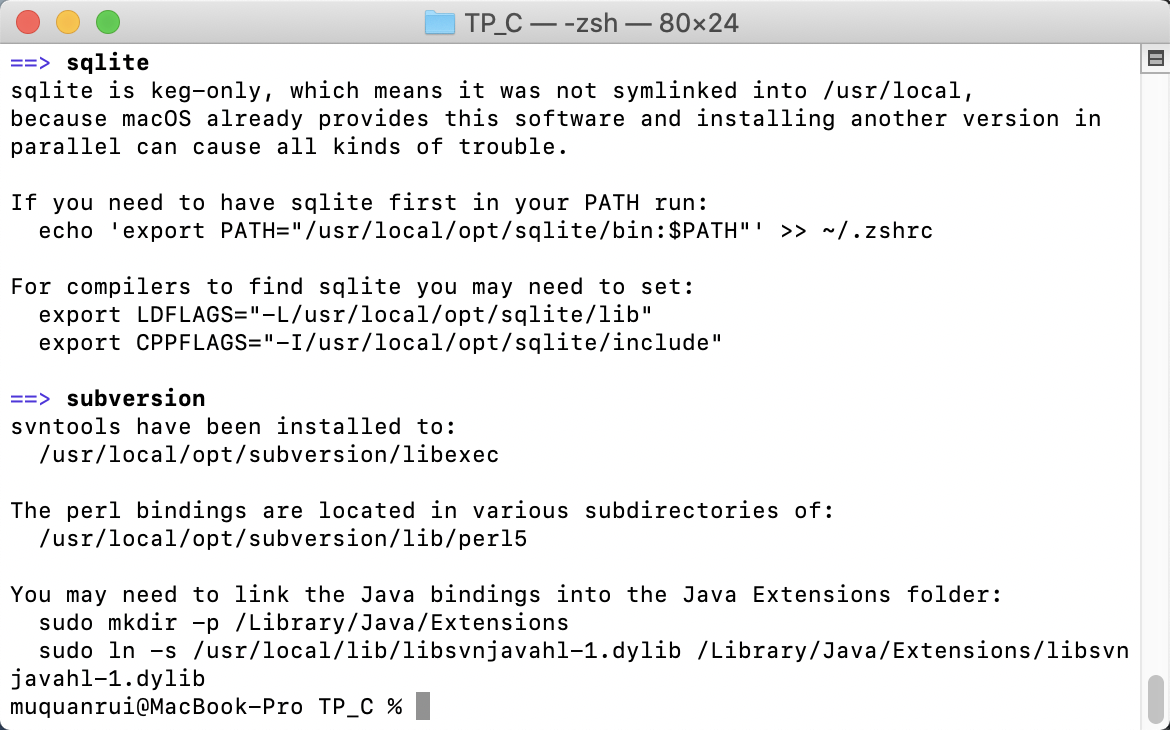 TP_C — -zsh — 80×24
==> sqlite
sqlite is keg-only, which means it was not symlinked into /usr/local,
because macOS already provides this software and installing another version in
parallel can cause all kinds of trouble.
If you need to have sqlite first in your PATH run:
  echo 'export PATH="/usr/local/opt/sqlite/bin:$PATH"' >> ~/.zshrc
For compilers to find sqlite you may need to set:
  export LDFLAGS="-L/usr/local/opt/sqlite/lib"
  export CPPFLAGS="-I/usr/local/opt/sqlite/include"
==> subversion
svntools have been installed to:
  /usr/local/opt/subversion/libexec
The perl bindings are located in various subdirectories of:
  /usr/local/opt/subversion/lib/perl5
You may need to link the Java bindings into the Java Extensions folder:
  sudo mkdir -p /Library/Java/Extensions
  sudo ln -s /usr/local/lib/libsvnjavahl-1.dylib /Library/Java/Extensions/libsvn
javahl-1.dylib
muquanrui@MacBook-Pro TP_C %